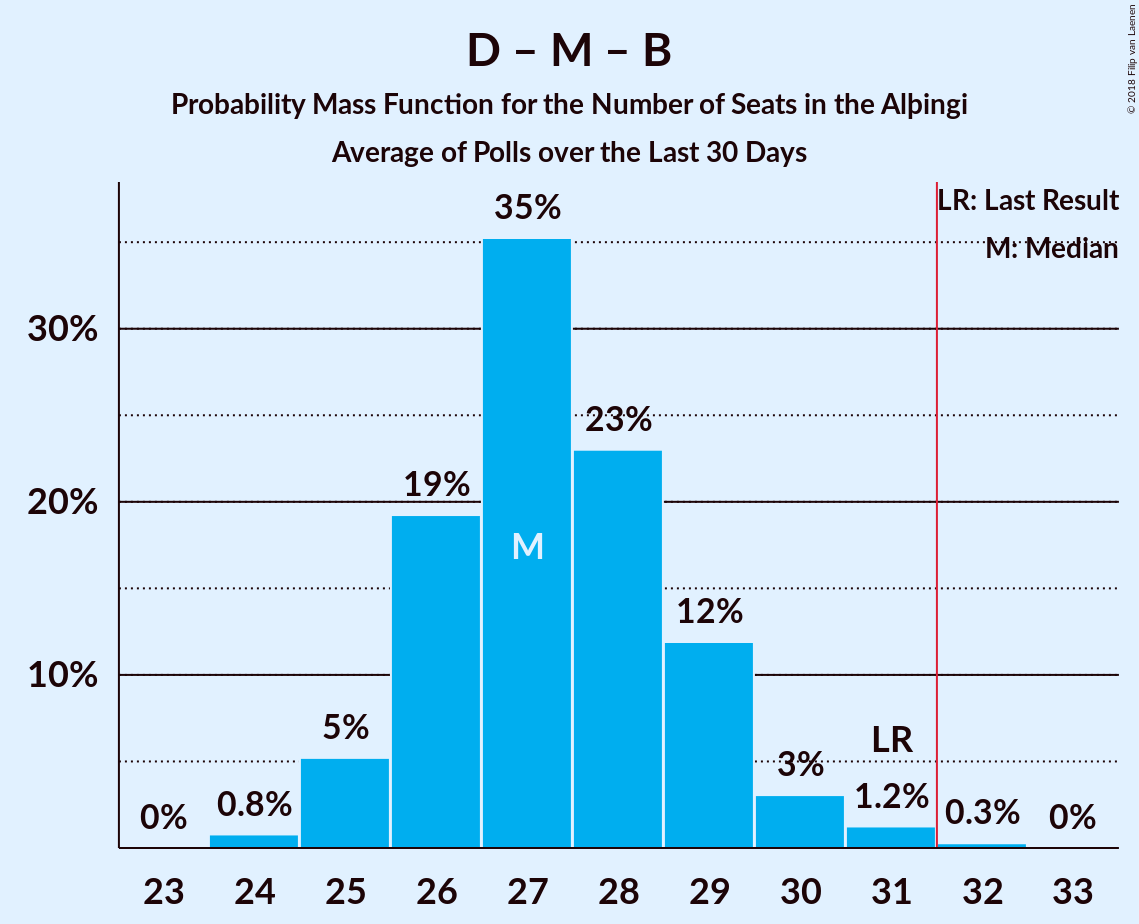 D – M – B
Probability Mass Function for the Number of Seats in the Alþingi
Average of Polls over the Last 30 Days
© 2018 Filip van Laenen
LR: Last Result
M: Median
35%
30%
23%
20%
19%
M
12%
10%
5%
LR
3%
0%
0.8%
1.2%
0.3%
0%
23 24 25 26 27 28 29 30 31 32 33